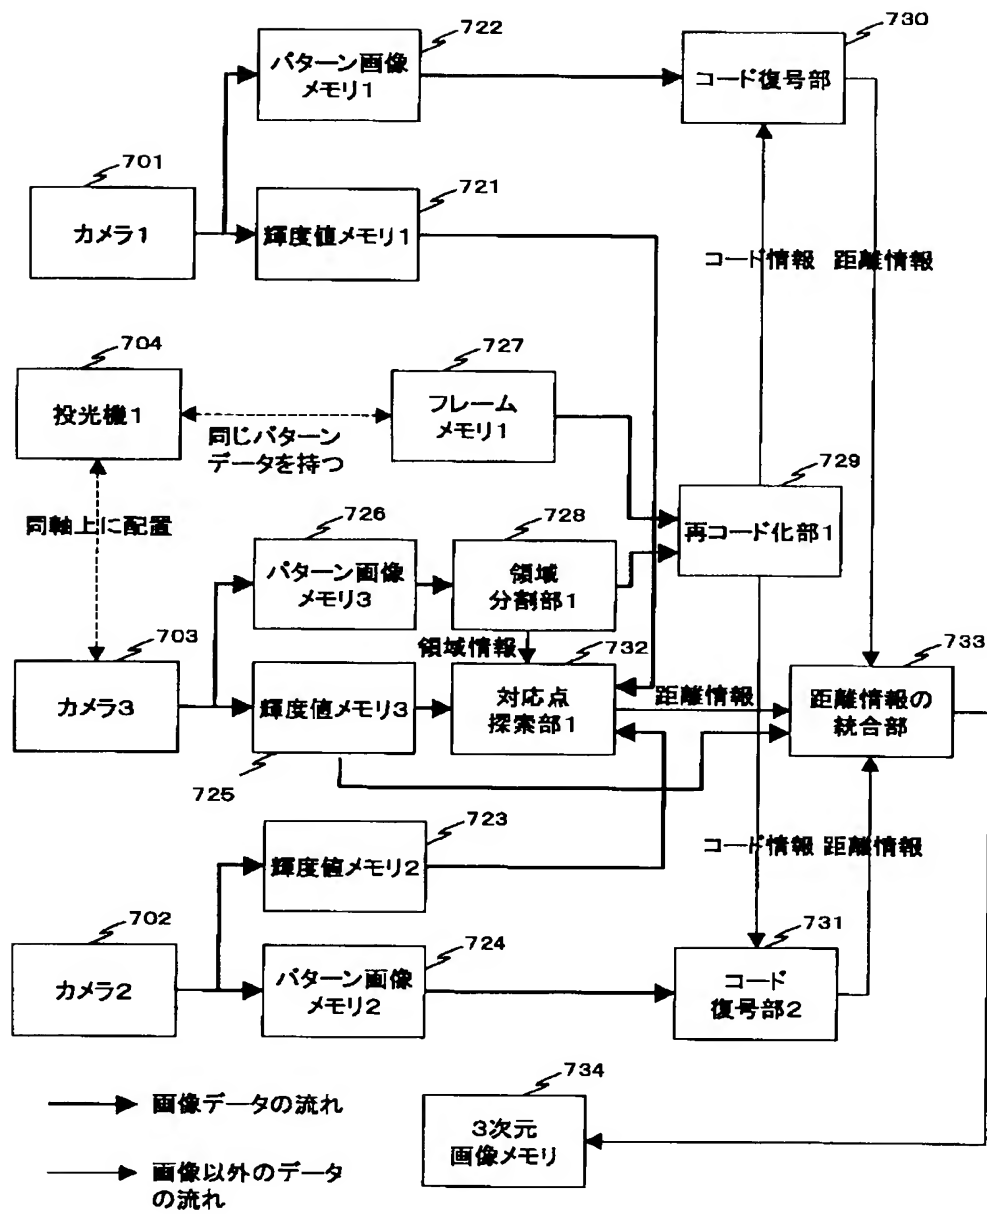 722
パターン画像
メモリ1
730
コード復号部
701
カメラ1
721
輝度値メモリ1
コード情報 距離情報
704
投光機1
727
フレーム
メモリ1
同じパターン
データを持つ
729
再コード化部1
同軸上に配置
726
パターン画像
メモリ3
728
領域
分割部1
703
カメラ3
領域情報
732
輝度値メモリ3
725
対応点
探索部1
距離情報
733
距離情報の
統合部
723
輝度値メモリ2
コード情報 距離情報
702
カメラ2
724
パターン画像
メモリ2
731
コード
復号部2
734
3次元
画像メモリ
画像データの流れ
画像以外のデータ
の流れ